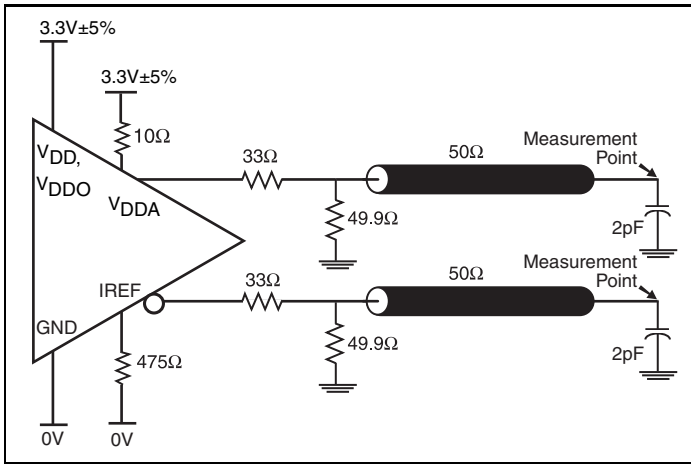 3.3V±5%
3.3V±5%
10Ω
VDD,
VDDO
VDDA
33Ω
50Ω
Measurement
Point
49.9Ω
2pF
IREF
33Ω
50Ω
Measurement
Point
GND
475Ω
49.9Ω
2pF
0V
0V